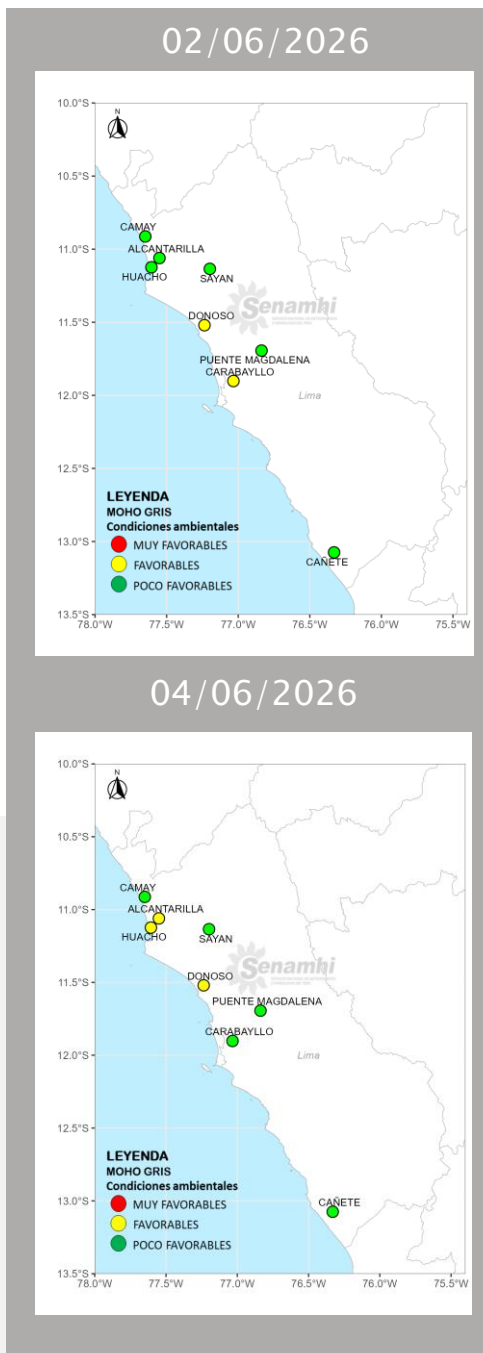 02/06/2026
N
10.0°S
10.5°S
CAMAY
11.0°S
ALCANTARILLA
HUACHO
SAYAN
Senamhi
DONOSO
11.5°S
PUENTE MAGDALENA
CARABAYLLO
12.0°S
Lima
12.5°S
LEYENDA
MOHO GRIS
Condiciones ambientales
13.0°S
MUY FAVORABLES
CAÑETE
FAVORABLES
POCO FAVORABLES
13.5°S
78.0°W 77.5°W 77.0°W 76.5°W 76.0°W 75.5°W
04/06/2026
N
10.0°S
10.5°S
CAMAY
11.0°S
ALCANTARILLA
HUACHO
SAYAN
Senamhi
DONOSO
11.5°S
PUENTE MAGDALENA
CARABAYLLO
12.0°S
Lima
12.5°S
LEYENDA
MOHO GRIS
Condiciones ambientales
CAÑETE
13.0°S
MUY FAVORABLES
FAVORABLES
POCO FAVORABLES
13.5°S
78.0°W 77.5°W 77.0°W 76.5°W 76.0°W 75.5°W